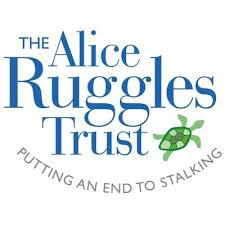 THE Alice
Ruggles
Trust
PUTTING AN END TO STALKING